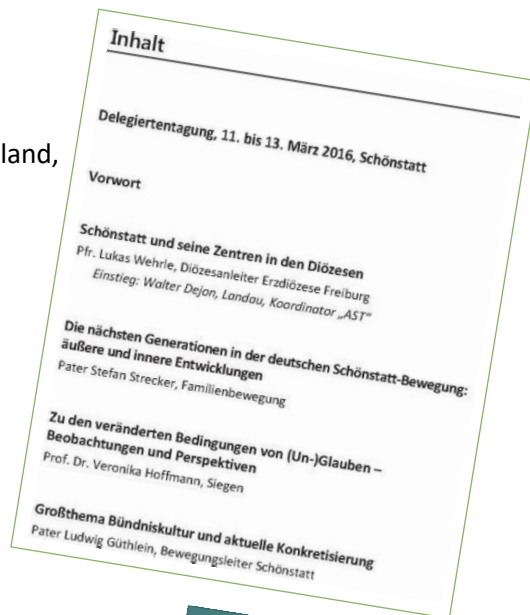 Inhalt
Delegiertentagung, 11. bis 13. März 2016, Schönstatt
land,
Vorwort
Schönstatt und seine Zentren in den Diözesen
Pfr. Lukas Wehrle, Diözesanleiter Erzdiözese Freiburg
Einstieg: Walter Dejon, Landau, Koordinator „AST“
Die nächsten Generationen in der deutschen Schönstatt-Bewegung:
äußere und innere Entwicklungen
Pater Stefan Strecker, Familienbewegung
Zu den veränderten Bedingungen von (Un-)Glauben –
Beobachtungen und Perspektiven
Prof. Dr. Veronika Hoffmann, Siegen
Großthema Bündniskultur und aktuelle Konkretisierung
Pater Ludwig Güthlein, Bewegungsleiter Schönstatt